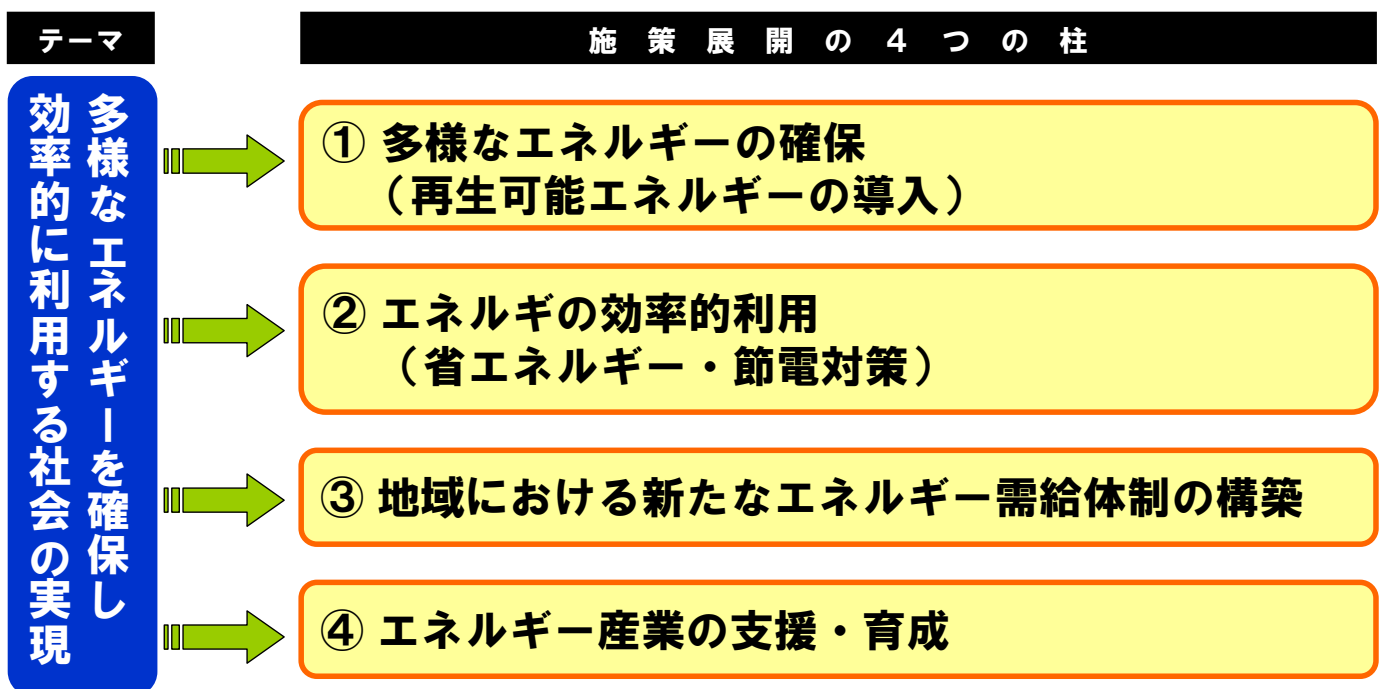 テーマ
施策展開の4つの柱
多様なエネルギーを確保し
効率的に利用する社会の実現
① 多様なエネルギーの確保
（再生可能エネルギーの導入）
② エネルギの効率的利用
（省エネルギー・節電対策）
③ 地域における新たなエネルギー需給体制の構築
④ エネルギー産業の支援・育成